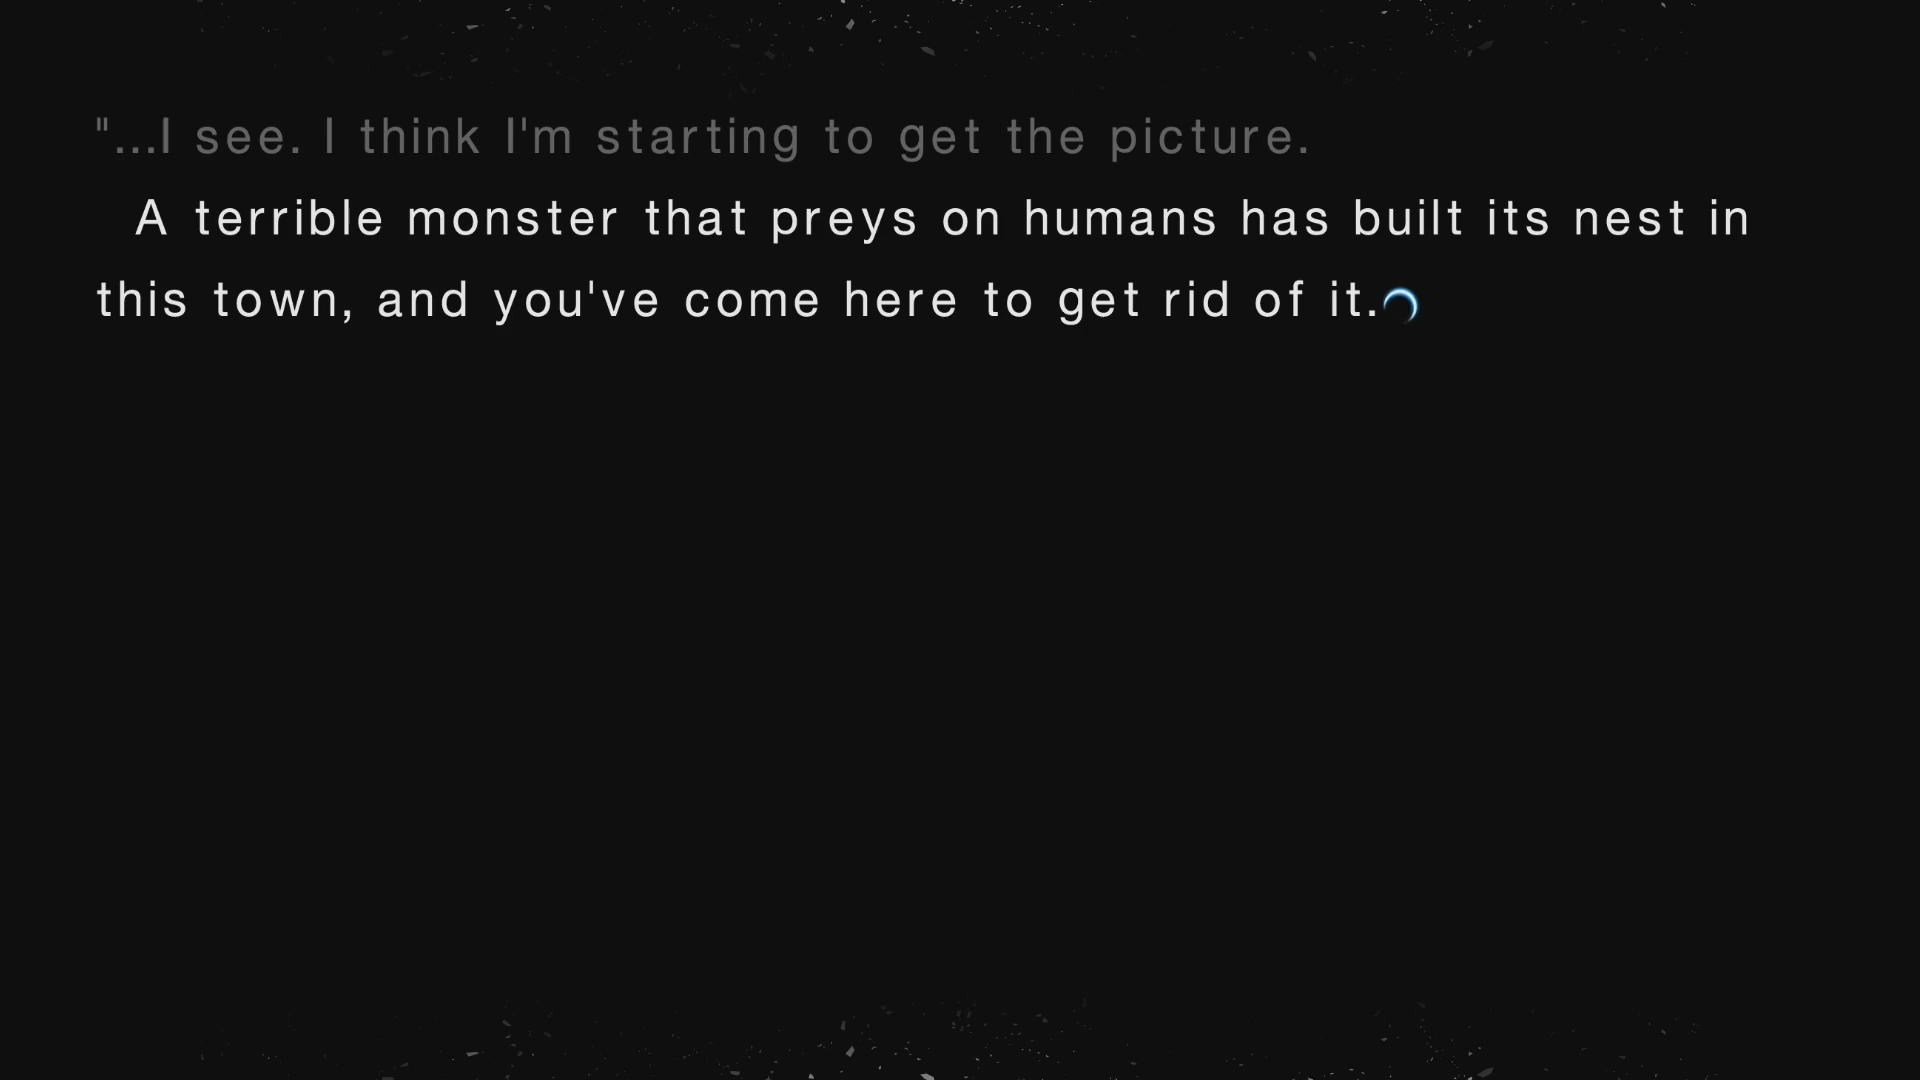 "...I see. I think I'm starting to get the picture.
A terrible monster that preys on humans has built its nest in
this town, and you've come here to get rid of it.